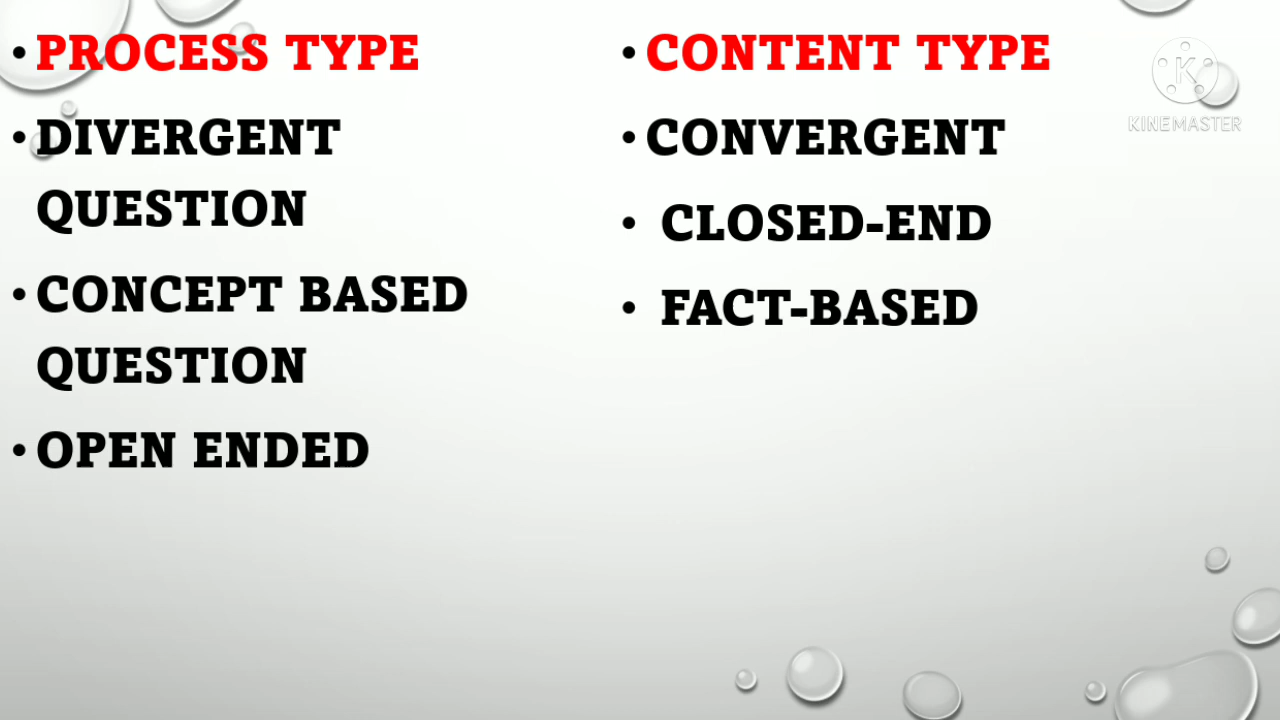 • PROCESS TYPE
• DIVERGENT
QUESTION
• CONCEPT BASED
QUESTION
• OPEN ENDED
• CONTENT TYPE
• CONVERGENT
• CLOSED-END
• FACT-BASED
K
KINEMASTER